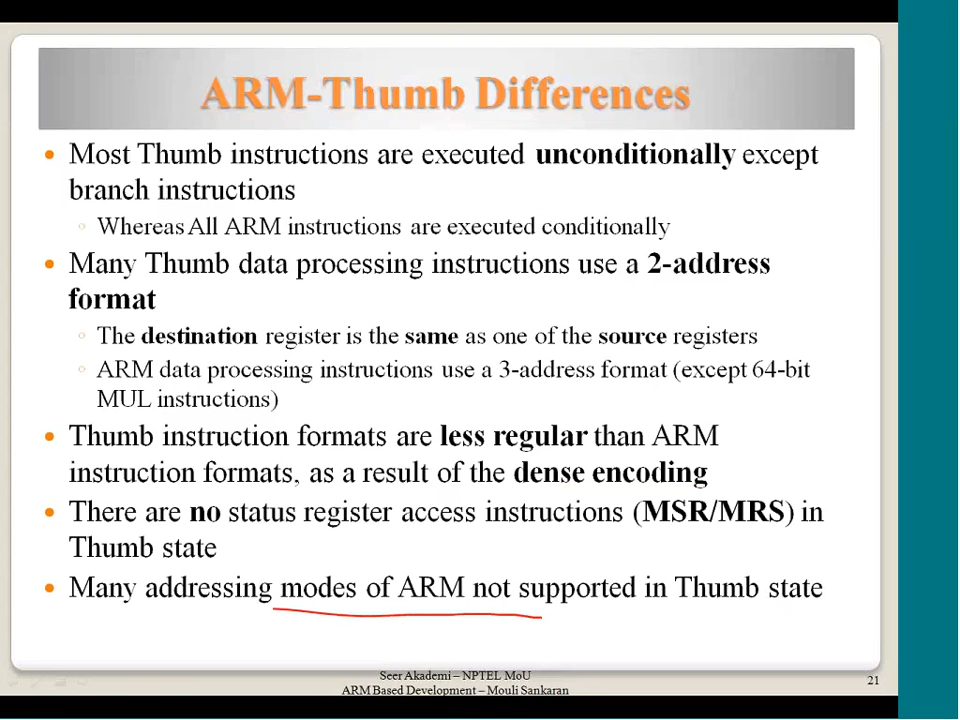 ARM-Thumb Differences
• Most Thumb instructions are executed unconditionally except
branch instructions
◦ Whereas All ARM instructions are executed conditionally
• Many Thumb data processing instructions use a 2-address
format
◦ The destination register is the same as one of the source registers
◦ ARM data processing instructions use a 3-address format (except 64-bit
MUL instructions)
• Thumb instruction formats are less regular than ARM
instruction formats, as a result of the dense encoding
• There are no status register access instructions (MSR/MRS) in
Thumb state
• Many addressing modes of ARM not supported in Thumb state
Seer Akademi – NPTEL MoU
ARM Based Development – Mouli Sankaran
21